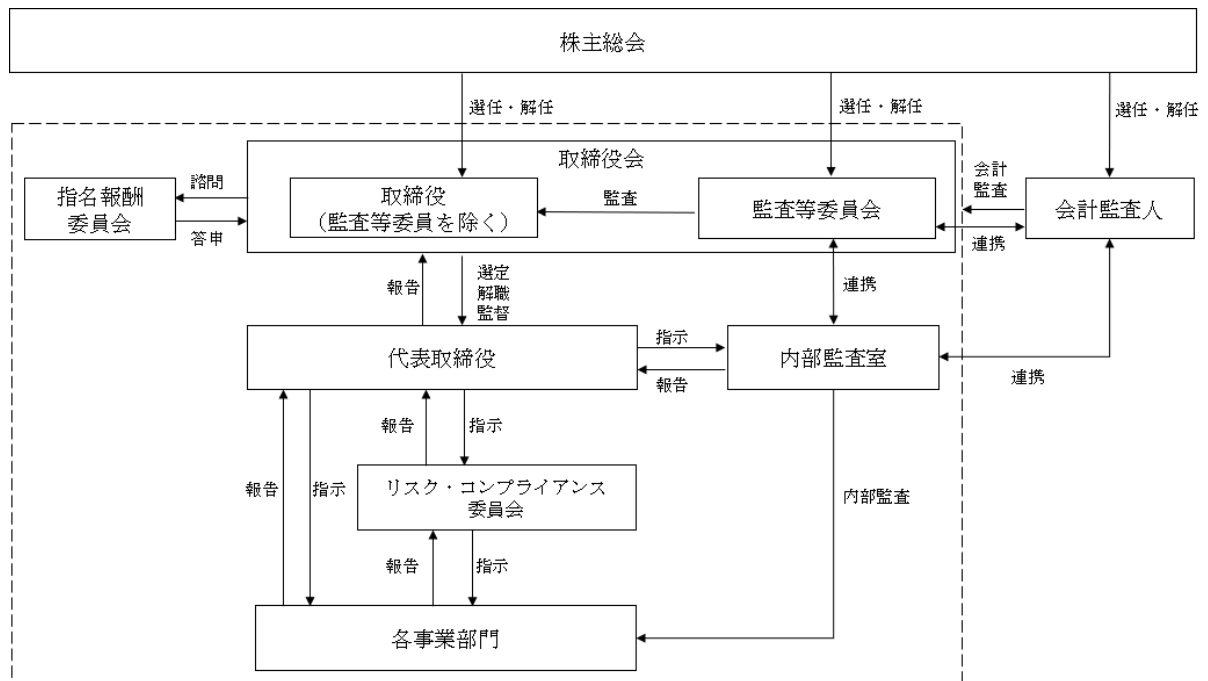 株主総会
選任・解任
選任・解任
選任・解任
取締役会
指名報酬
委員会
諮問
答申
取締役
(監査等委員を除く)
監査
監査等委員会
会計
監査
連携
会計監査人
報告
選定
解職
監督
連携
代表取締役
指示
報告
内部監査室
連携
報告
指示
報告
指示
リスク・コンプライアンス
委員会
内部監査
報告
指示
各事業部門